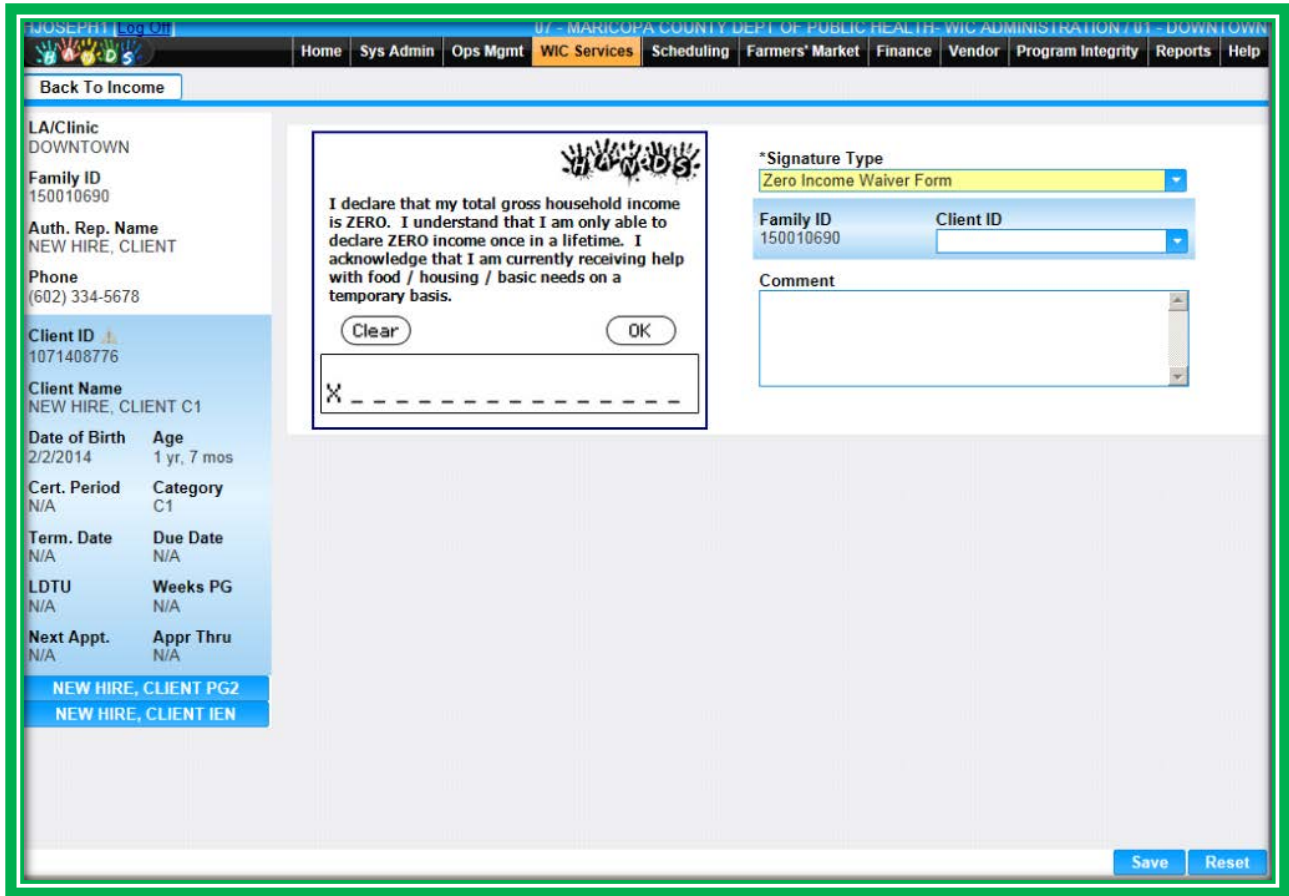 HJOSEPH1 [Log Off] 07 - MARICOPA COUNTY DEPT OF PUBLIC HEALTH- WIC ADMINISTRATION / 01 - DOWNTOWN
HANDS Home Sys Admin Ops Mgmt WIC Services Scheduling Farmers' Market Finance Vendor Program Integrity Reports Help
Back To Income
LA/Clinic
DOWNTOWN
Family ID
150010690
Auth. Rep. Name
NEW HIRE, CLIENT
Phone
(602) 334-5678
Client ID
1071408776
Client Name
NEW HIRE, CLIENT C1
Date of Birth Age
2/2/2014 1 yr, 7 mos
Cert. Period Category
N/A C1
Term. Date Due Date
N/A N/A
LDTU Weeks PG
N/A N/A
Next Appt. Appr Thru
N/A N/A
NEW HIRE, CLIENT PG2
NEW HIRE, CLIENT IEN
HANDS
I declare that my total gross household income
is ZERO. I understand that I am only able to
declare ZERO income once in a lifetime. I
acknowledge that I am currently receiving help
with food / housing / basic needs on a
temporary basis.
Clear OK
X _ _ _ _ _ _ _ _ _ _ _ _ _ _ _
*Signature Type
Zero Income Waiver Form
Family ID Client ID
150010690
Comment
Save Reset